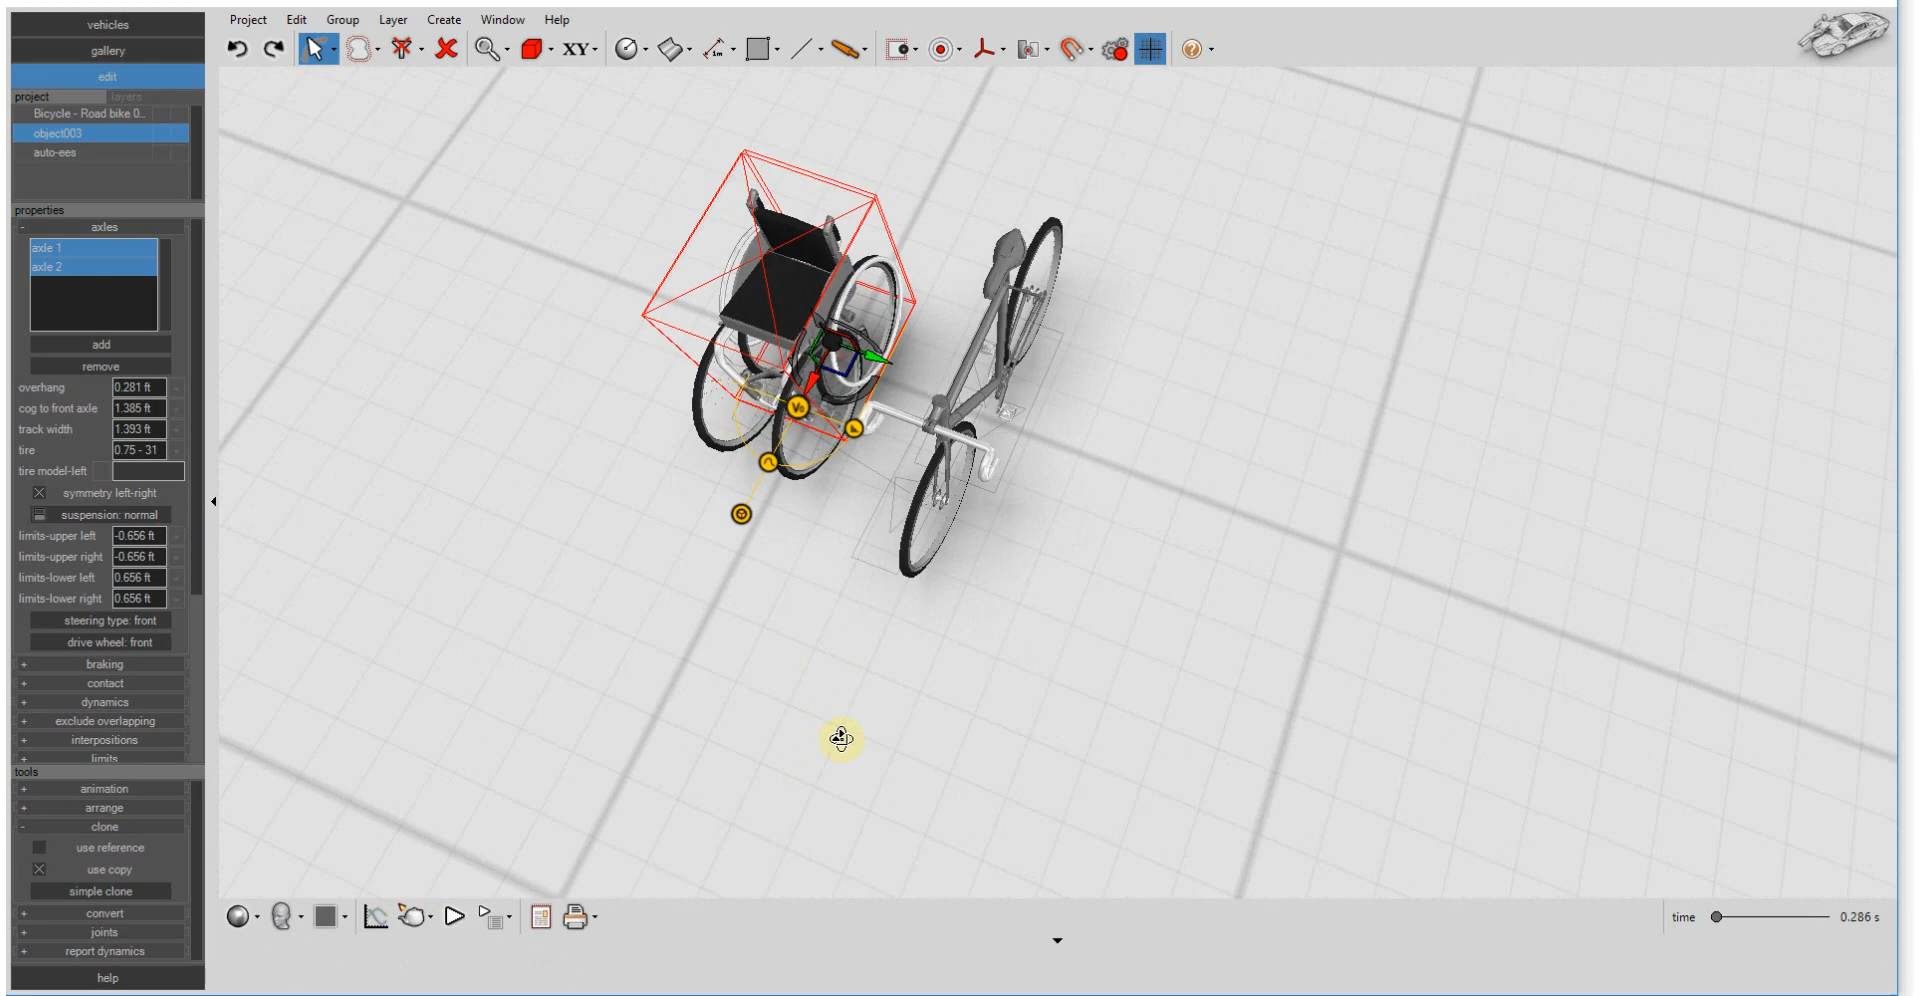 vehicles
gallery
edit
project layers
Bicycle - Road bike 0...
object003
auto-ees
properties
- axles
axle 1
axle 2
add
remove
overhang 0.281 ft
cog to front axle 1.385 ft
track width 1.393 ft
tire 0.75 - 31
tire model-left
symmetry left-right
suspension: normal
limits-upper left -0.656 ft
limits-upper right -0.656 ft
limits-lower left 0.656 ft
limits-lower right 0.656 ft
steering type: front
drive wheel: front
+ braking
+ contact
+ dynamics
+ exclude overlapping
+ interpositions
+ limits
tools
+ animation
+ arrange
- clone
use reference
use copy
simple clone
+ convert
+ joints
+ report dynamics
help
Project Edit Group Layer Create Window Help
XY
1m
V0
time 0.286 s